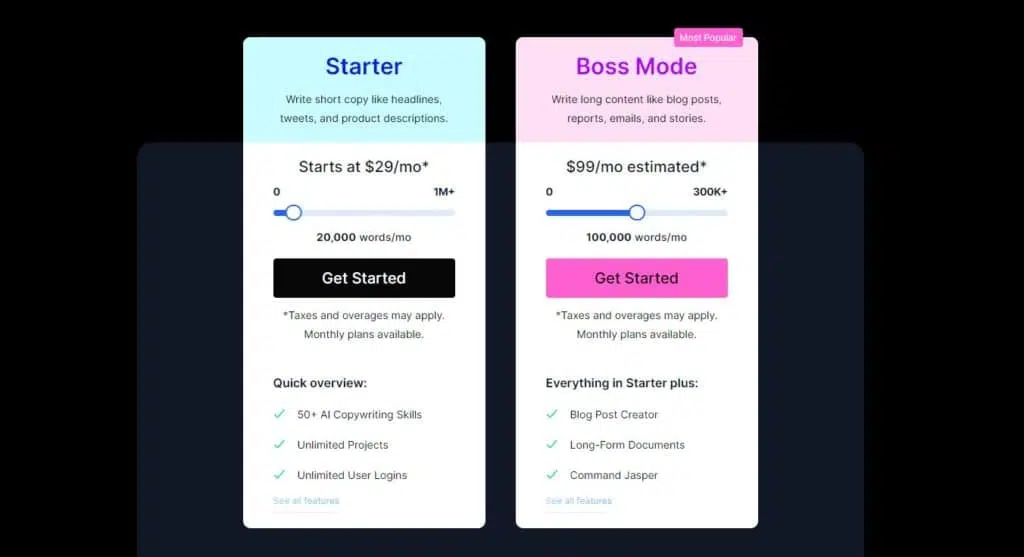 Starter
Write short copy like headlines,
tweets, and product descriptions.
Starts at $29/mo*
0 1M+
20,000 words/mo
Get Started
*Taxes and overages may apply.
Monthly plans available.
Quick overview:
50+ AI Copywriting Skills
Unlimited Projects
Unlimited User Logins
See all features
Most Popular
Boss Mode
Write long content like blog posts,
reports, emails, and stories.
$99/mo estimated*
0 300K+
100,000 words/mo
Get Started
*Taxes and overages may apply.
Monthly plans available.
Everything in Starter plus:
Blog Post Creator
Long-Form Documents
Command Jasper
See all features